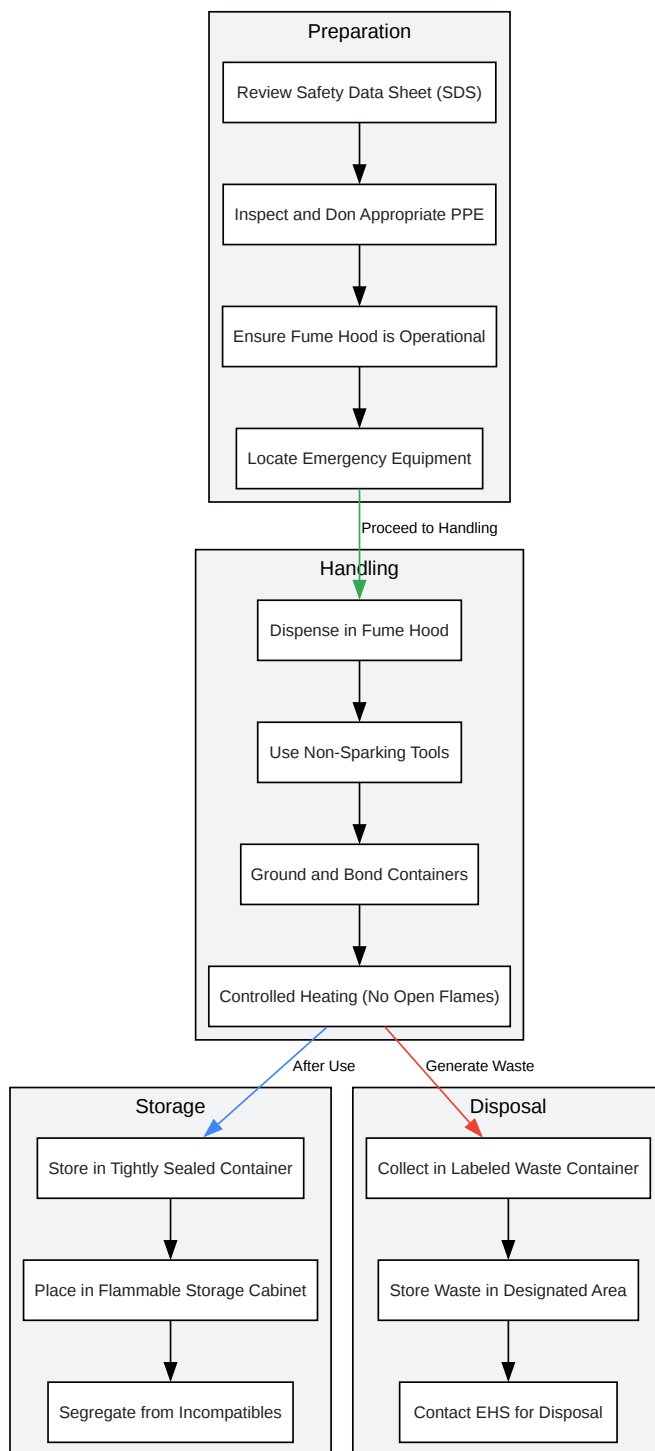 Preparation
Review Safety Data Sheet (SDS)
Inspect and Don Appropriate PPE
Ensure Fume Hood is Operational
Locate Emergency Equipment
Proceed to Handling
Handling
Dispense in Fume Hood
Use Non-Sparking Tools
Ground and Bond Containers
Controlled Heating (No Open Flames)
After Use
Generate Waste
Storage
Store in Tightly Sealed Container
Place in Flammable Storage Cabinet
Segregate from Incompatibles
Disposal
Collect in Labeled Waste Container
Store Waste in Designated Area
Contact EHS for Disposal